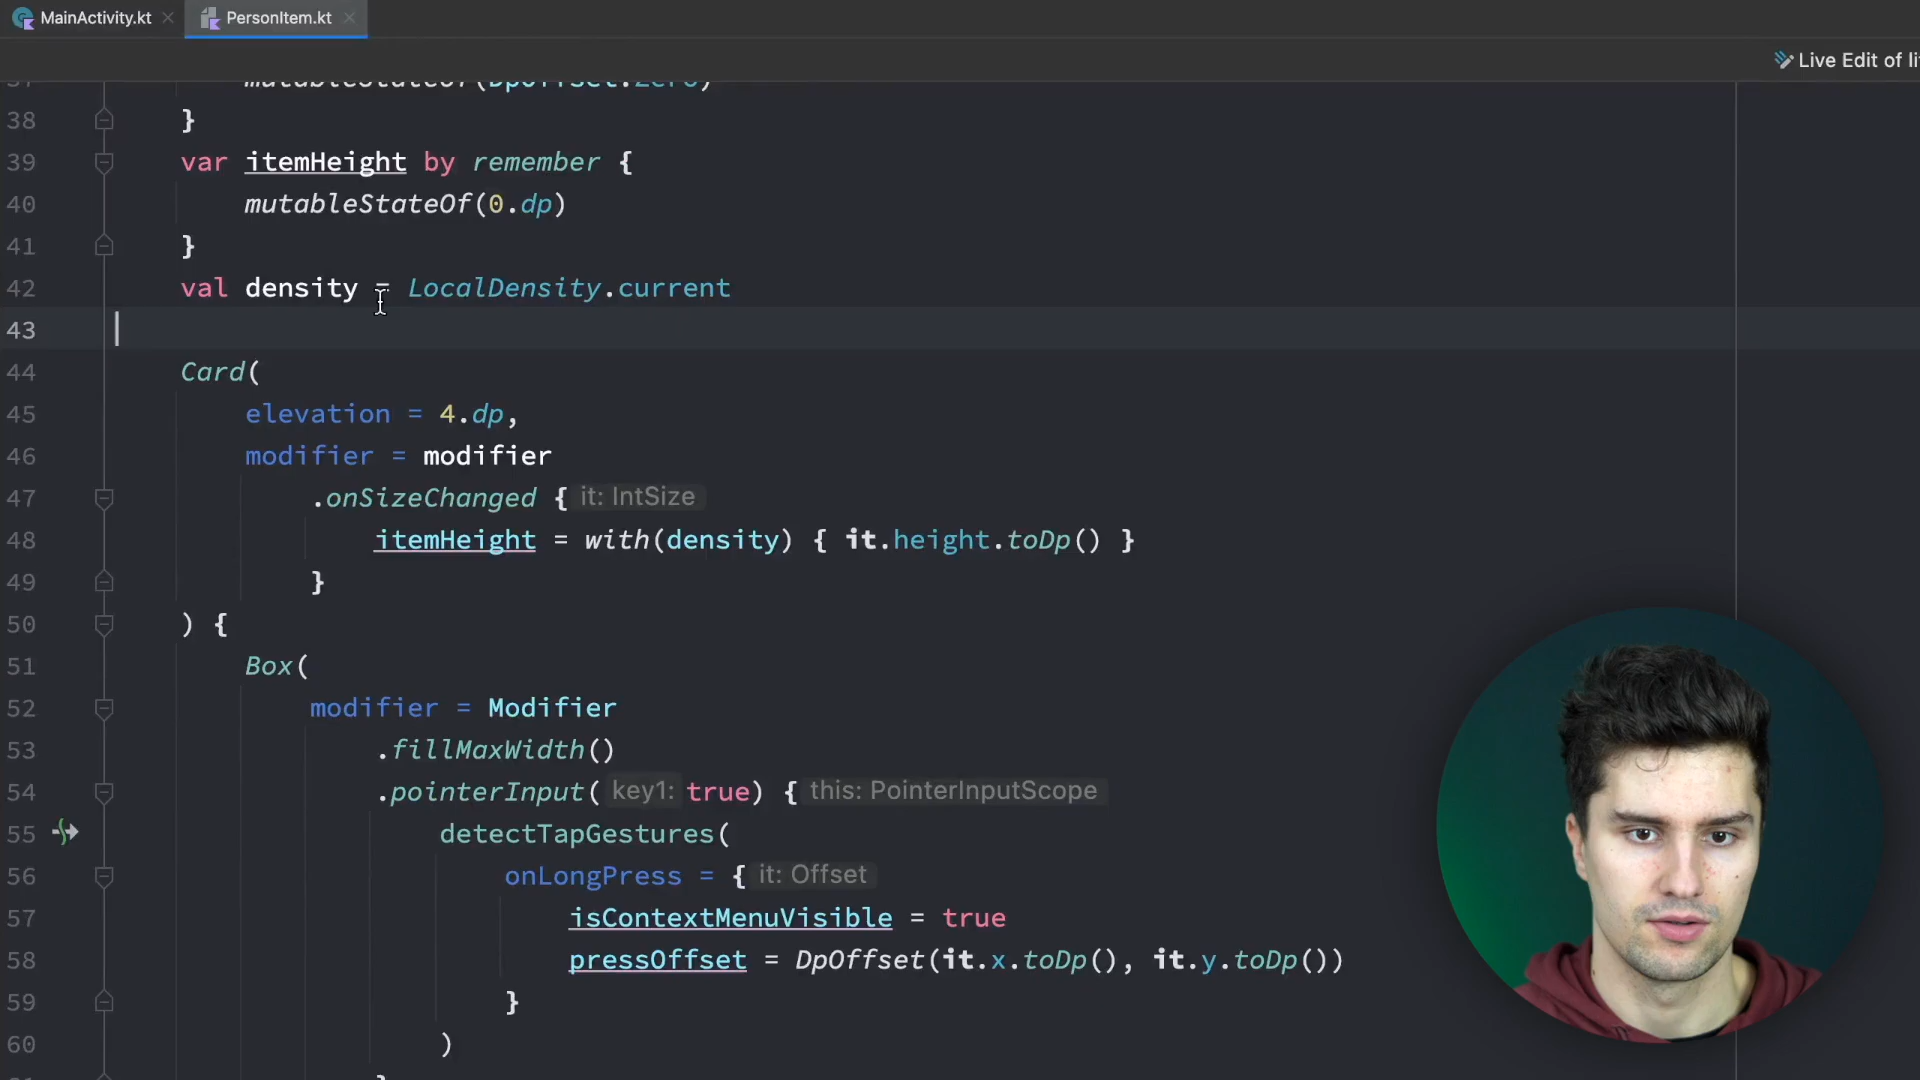 MainActivity.kt
PersonItem.kt
Live Edit of li
37 mutableStateOf(DpOffset.Zero)
38 }
39 var itemHeight by remember {
40 mutableStateOf(0.dp)
41 }
42 val density = LocalDensity.current
43
44 Card(
45 elevation = 4.dp,
46 modifier = modifier
47 .onSizeChanged { it: IntSize
48 itemHeight = with(density) { it.height.toDp() }
49 }
50 ) {
51 Box(
52 modifier = Modifier
53 .fillMaxWidth()
54 .pointerInput( key1: true) { this: PointerInputScope
55 detectTapGestures(
56 onLongPress = { it: Offset
57 isContextMenuVisible = true
58 pressOffset = DpOffset(it.x.toDp(), it.y.toDp())
59 }
60 )